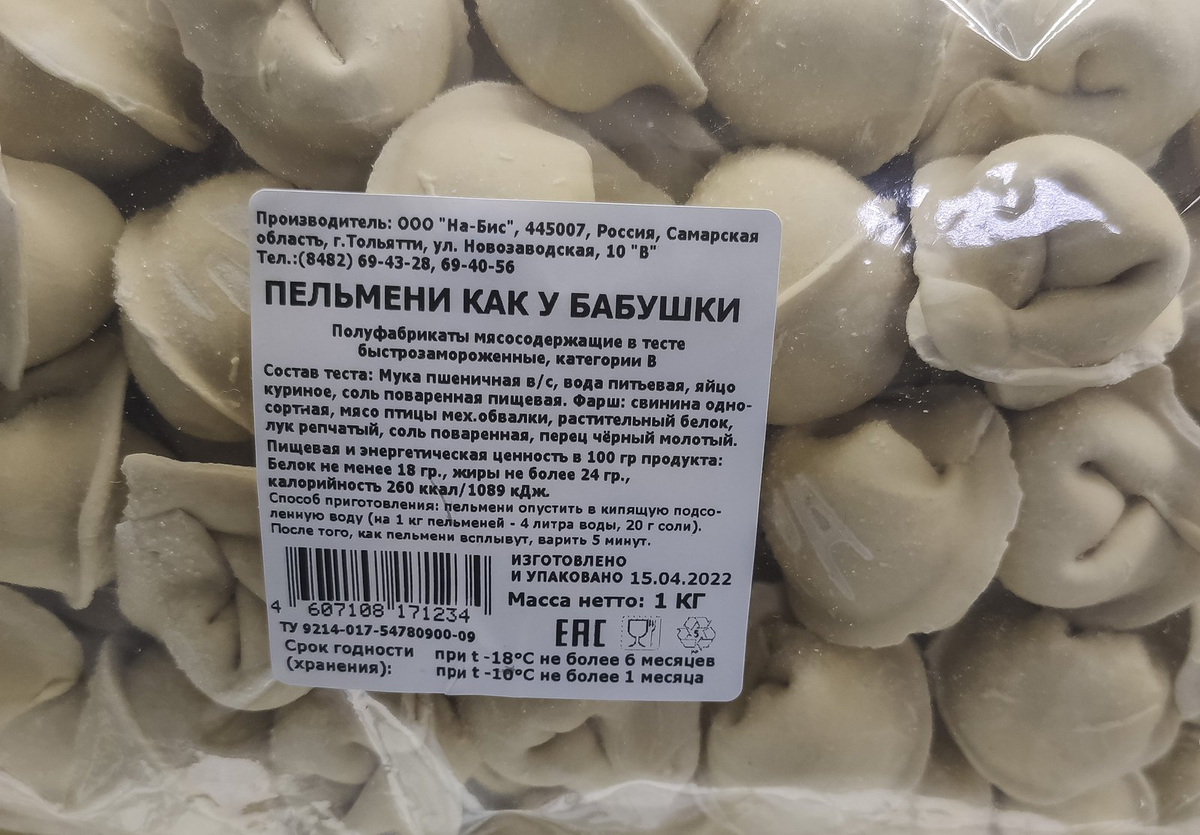 Производитель: ООО "На-Бис", 445007, Россия, Самарская
область, г.Тольятти, ул. Новозаводская, 10 "В"
Тел.:(8482) 69-43-28, 69-40-56
ПЕЛЬМЕНИ КАК У БАБУШКИ
Полуфабрикаты мясосодержащие в тесте
быстрозамороженные, категории В
Состав теста: Мука пшеничная в/с, вода питьевая, яйцо
куриное, соль поваренная пищевая. Фарш: свинина одно-
сортная, мясо птицы мех.обвалки, растительный белок,
лук репчатый, соль поваренная, перец чёрный молотый.
Пищевая и энергетическая ценность в 100 гр продукта:
Белок не менее 18 гр., жиры не более 24 гр.,
калорийность 260 ккал/1089 кДж.
Способ приготовления: пельмени опустить в кипящую подсо-
ленную воду (на 1 кг пельменей - 4 литра воды, 20 г соли).
После того, как пельмени всплывут, варить 5 минут.
ИЗГОТОВЛЕНО
И УПАКОВАНО 15.04.2022
Масса нетто: 1 КГ
4 607108 171234
ЕАС
5
ТУ 9214-017-54780900-09
Срок годности при t -18°С не более 6 месяцев
(хранения): при t -10°С не более 1 месяца